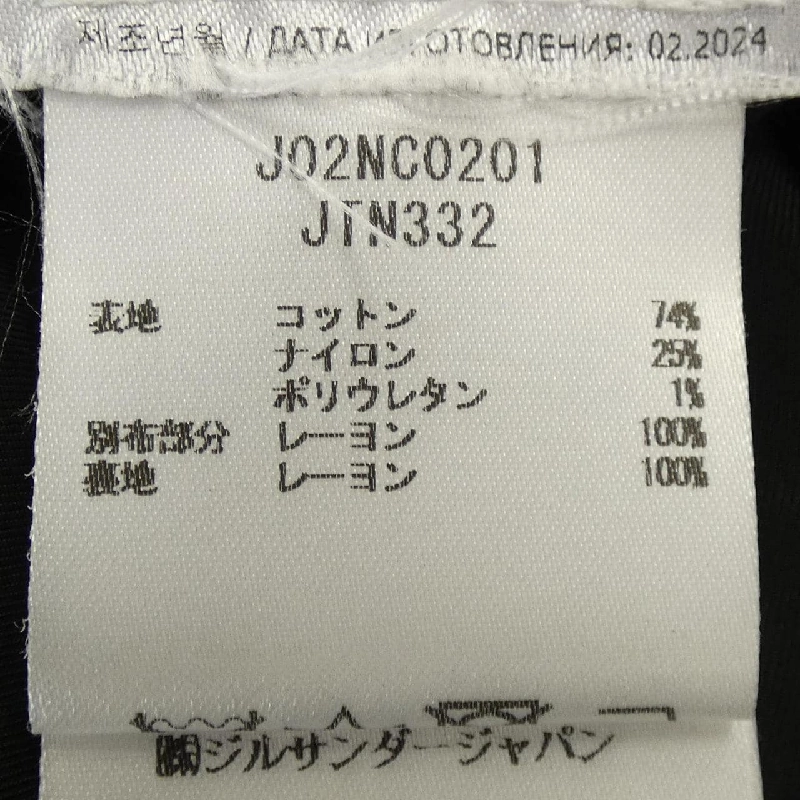 제조년월 / ДАТА ИЗГОТОВЛЕНИЯ: 02.2024
J02NC0201
JTN332
表地 コットン 74%
ナイロン 25%
ポリウレタン 1%
別布部分 レーヨン 100%
裏地 レーヨン 100%
㈱ジルサンダージャパン